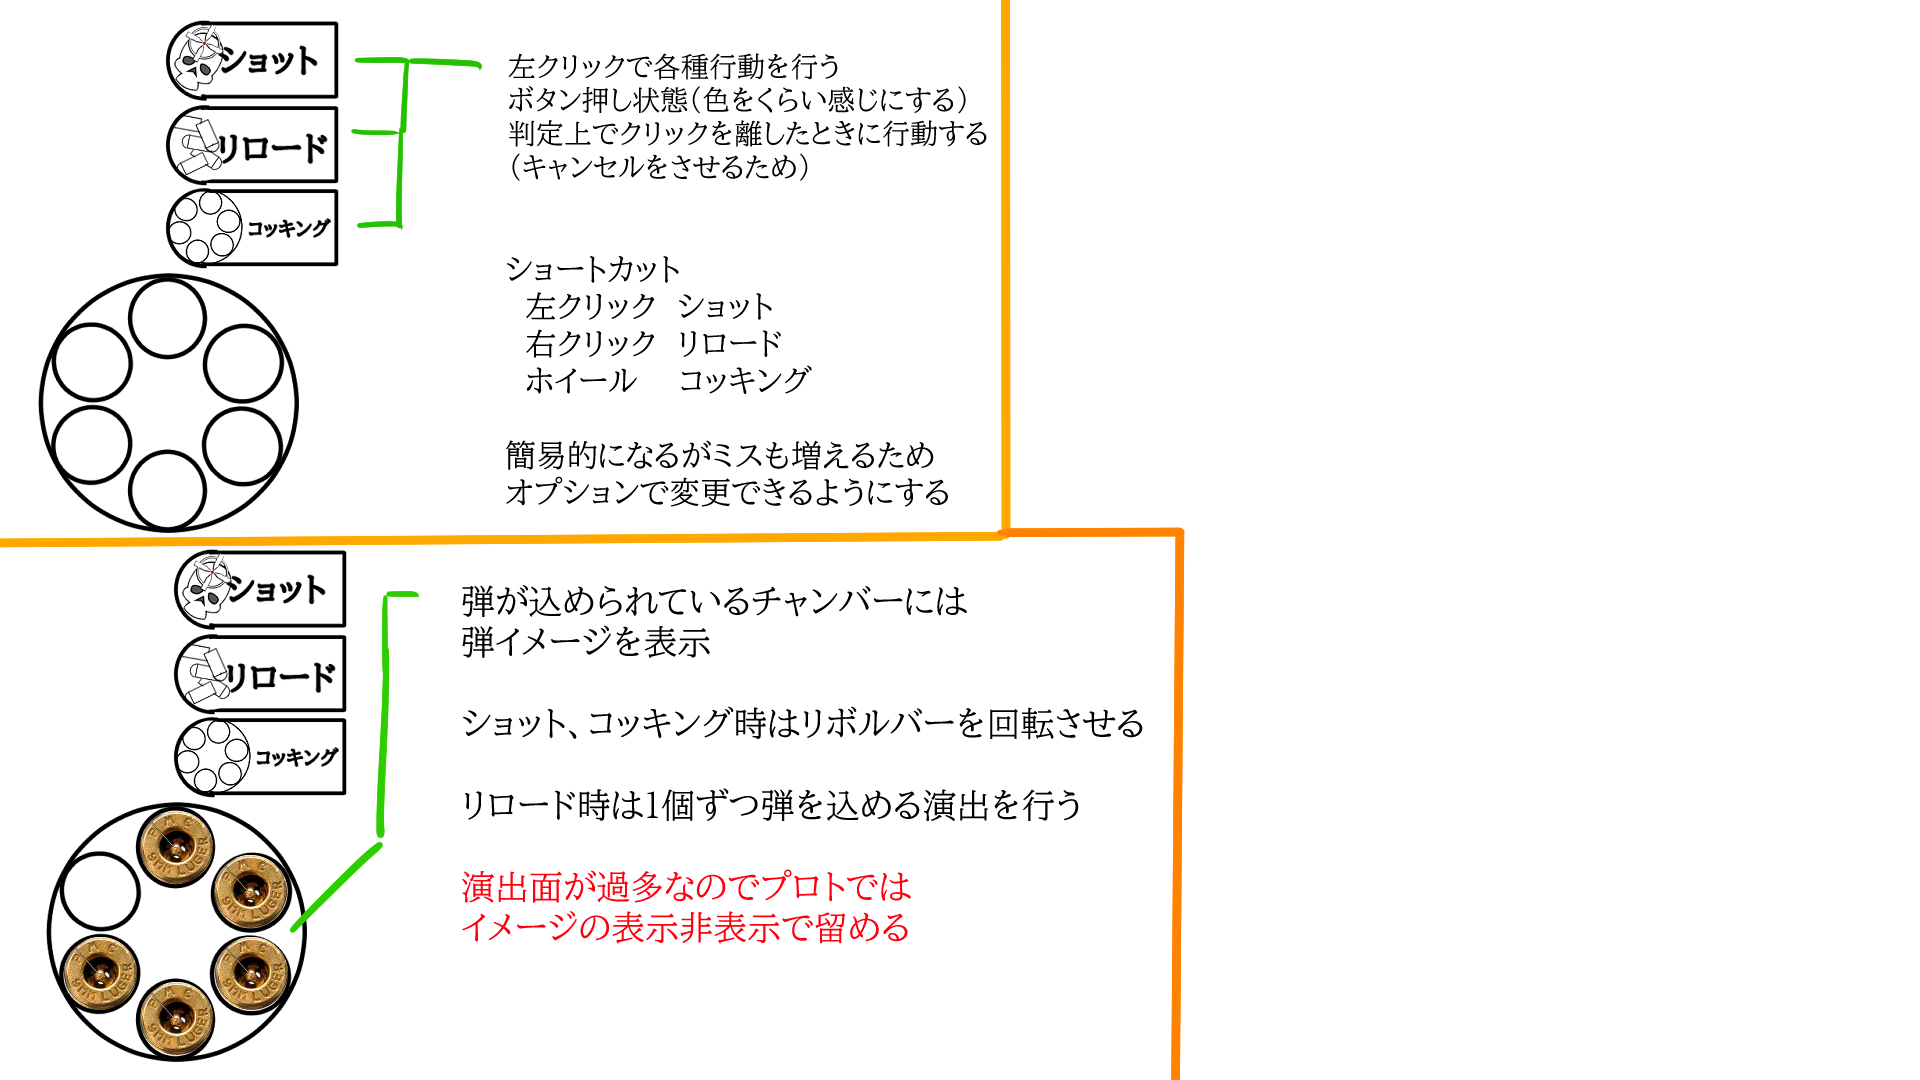 ショット
リロード
コッキング
左クリックで各種行動を行う
ボタン押し状態（色をくらい感じにする）
判定上でクリックを離したときに行動する
（キャンセルをさせるため）
ショートカット
左クリック ショット
右クリック リロード
ホイール コッキング
簡易的になるがミスも増えるため
オプションで変更できるようにする
ショット
リロード
コッキング
弾が込められているチャンバーには
弾イメージを表示
ショット、コッキング時はリボルバーを回転させる
リロード時は1個ずつ弾を込める演出を行う
演出面が過多なのでプロトでは
イメージの表示非表示で留める
P M C
9MM LUGER
P M C
9MM LUGER
P M C
9MM LUGER
P M C
9MM LUGER
P M C
9MM LUGER